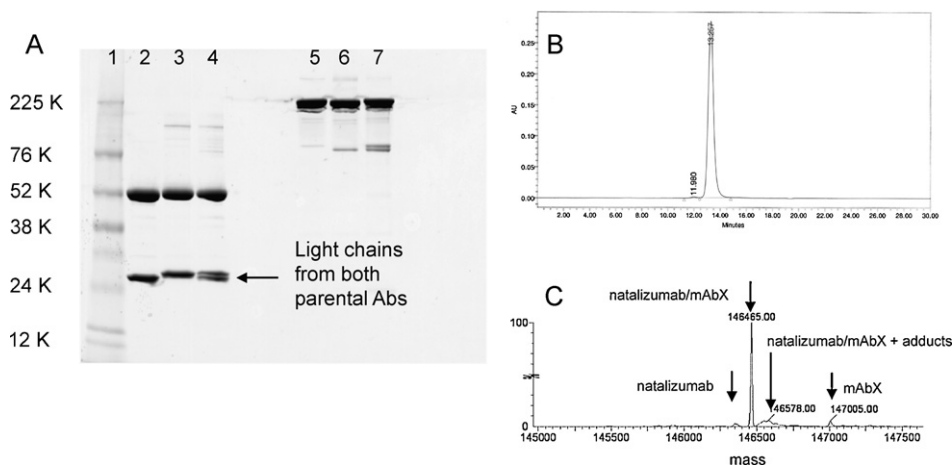 A
1 2 3 4 5 6 7
225 K
76 K
52 K
38 K
24 K
12 K
Light chains
from both
parental Abs
B
AU
0.25
0.20
0.15
0.10
0.05
0.00
13.257
11.980
2.00 4.00 6.00 8.00 10.00 12.00 14.00 16.00 18.00 20.00 22.00 24.00 26.00 28.00 30.00
Minutes
C
natalizumab/mAbX
146465.00
natalizumab/mAbX + adducts
natalizumab
mAbX
146578.00
147005.00
100
0
145000 145500 146000 146500 147000 147500
mass